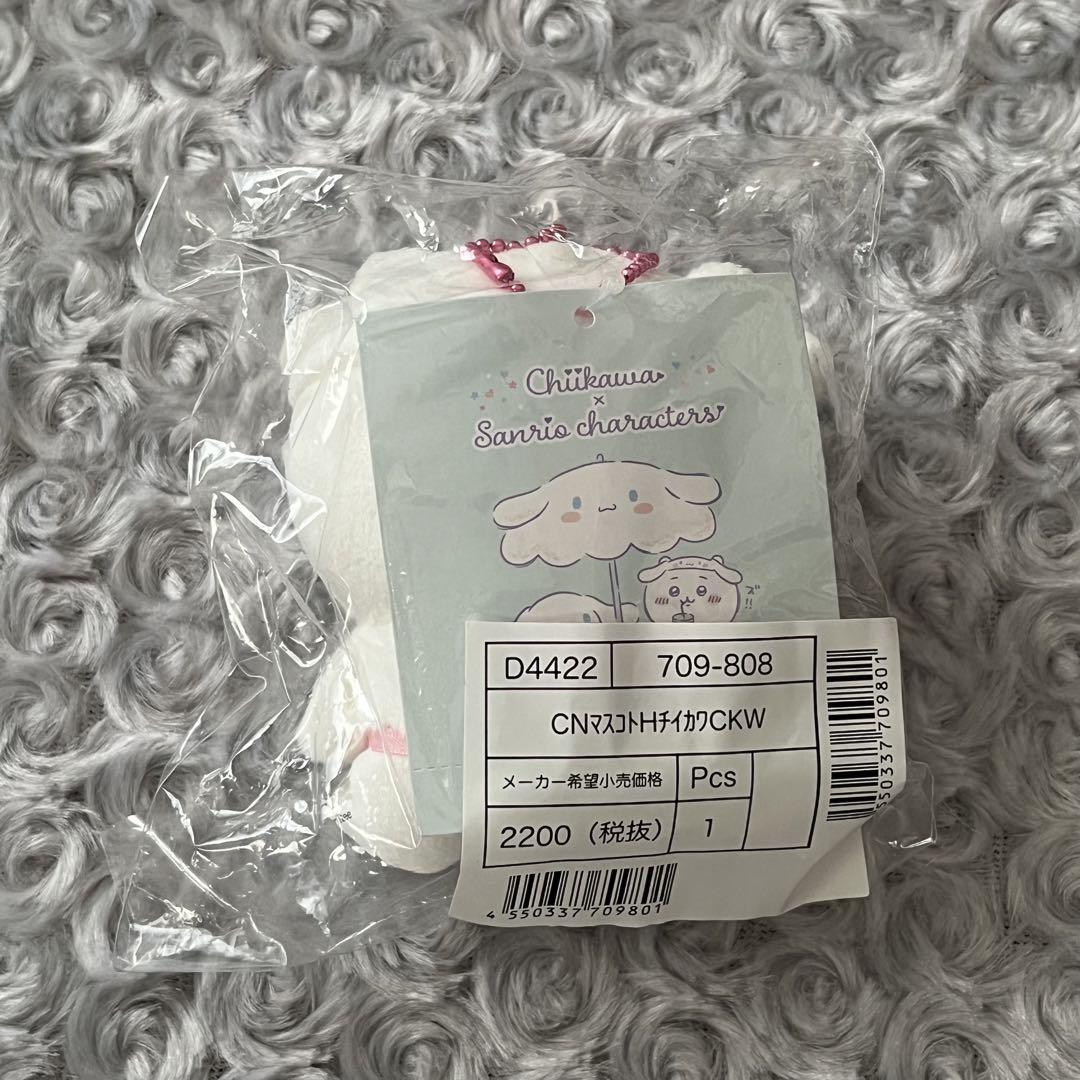 Chiikawa
×
Sanrio characters
ズ!!
D4422 709-808
CNﾏｽｺﾄHﾁｲｶﾜCKW
メーカー希望小売価格 Pcs
2200（税抜） 1
4 550337 709801
550337 709801